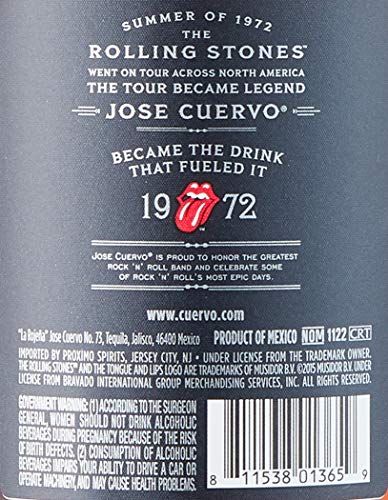 SUMMER OF 1972
THE
ROLLING STONES™
WENT ON TOUR ACROSS NORTH AMERICA
THE TOUR BECAME LEGEND
JOSE CUERVO®
BECAME THE DRINK
THAT FUELED IT
19 72
TM
JOSE CUERVO® IS PROUD TO HONOR THE GREATEST
ROCK 'N' ROLL BAND AND CELEBRATE SOME
OF ROCK 'N' ROLL'S MOST EPIC DAYS.
www.cuervo.com
"La Rojeña" Jose Cuervo No. 73, Tequila, Jalisco, 46400 Mexico PRODUCT OF MEXICO NOM 1122 CRT
IMPORTED BY PROXIMO SPIRITS, JERSEY CITY, NJ • UNDER LICENSE FROM THE TRADEMARK OWNER.
THE ROLLING STONES™ AND THE TONGUE AND LIPS LOGO ARE TRADEMARKS OF MUSIDOR B.V. ©2015 MUSIDOR B.V.
UNDER LICENSE FROM BRAVADO INTERNATIONAL GROUP MERCHANDISING SERVICES, INC. ALL RIGHTS RESERVED.
GOVERNMENT WARNING: (1) ACCORDING TO THE SURGEON
GENERAL, WOMEN SHOULD NOT DRINK ALCOHOLIC
BEVERAGES DURING PREGNANCY BECAUSE OF THE RISK
OF BIRTH DEFECTS. (2) CONSUMPTION OF ALCOHOLIC
BEVERAGES IMPAIRS YOUR ABILITY TO DRIVE A CAR OR
OPERATE MACHINERY, AND MAY CAUSE HEALTH PROBLEMS.
8 11538 01365 9